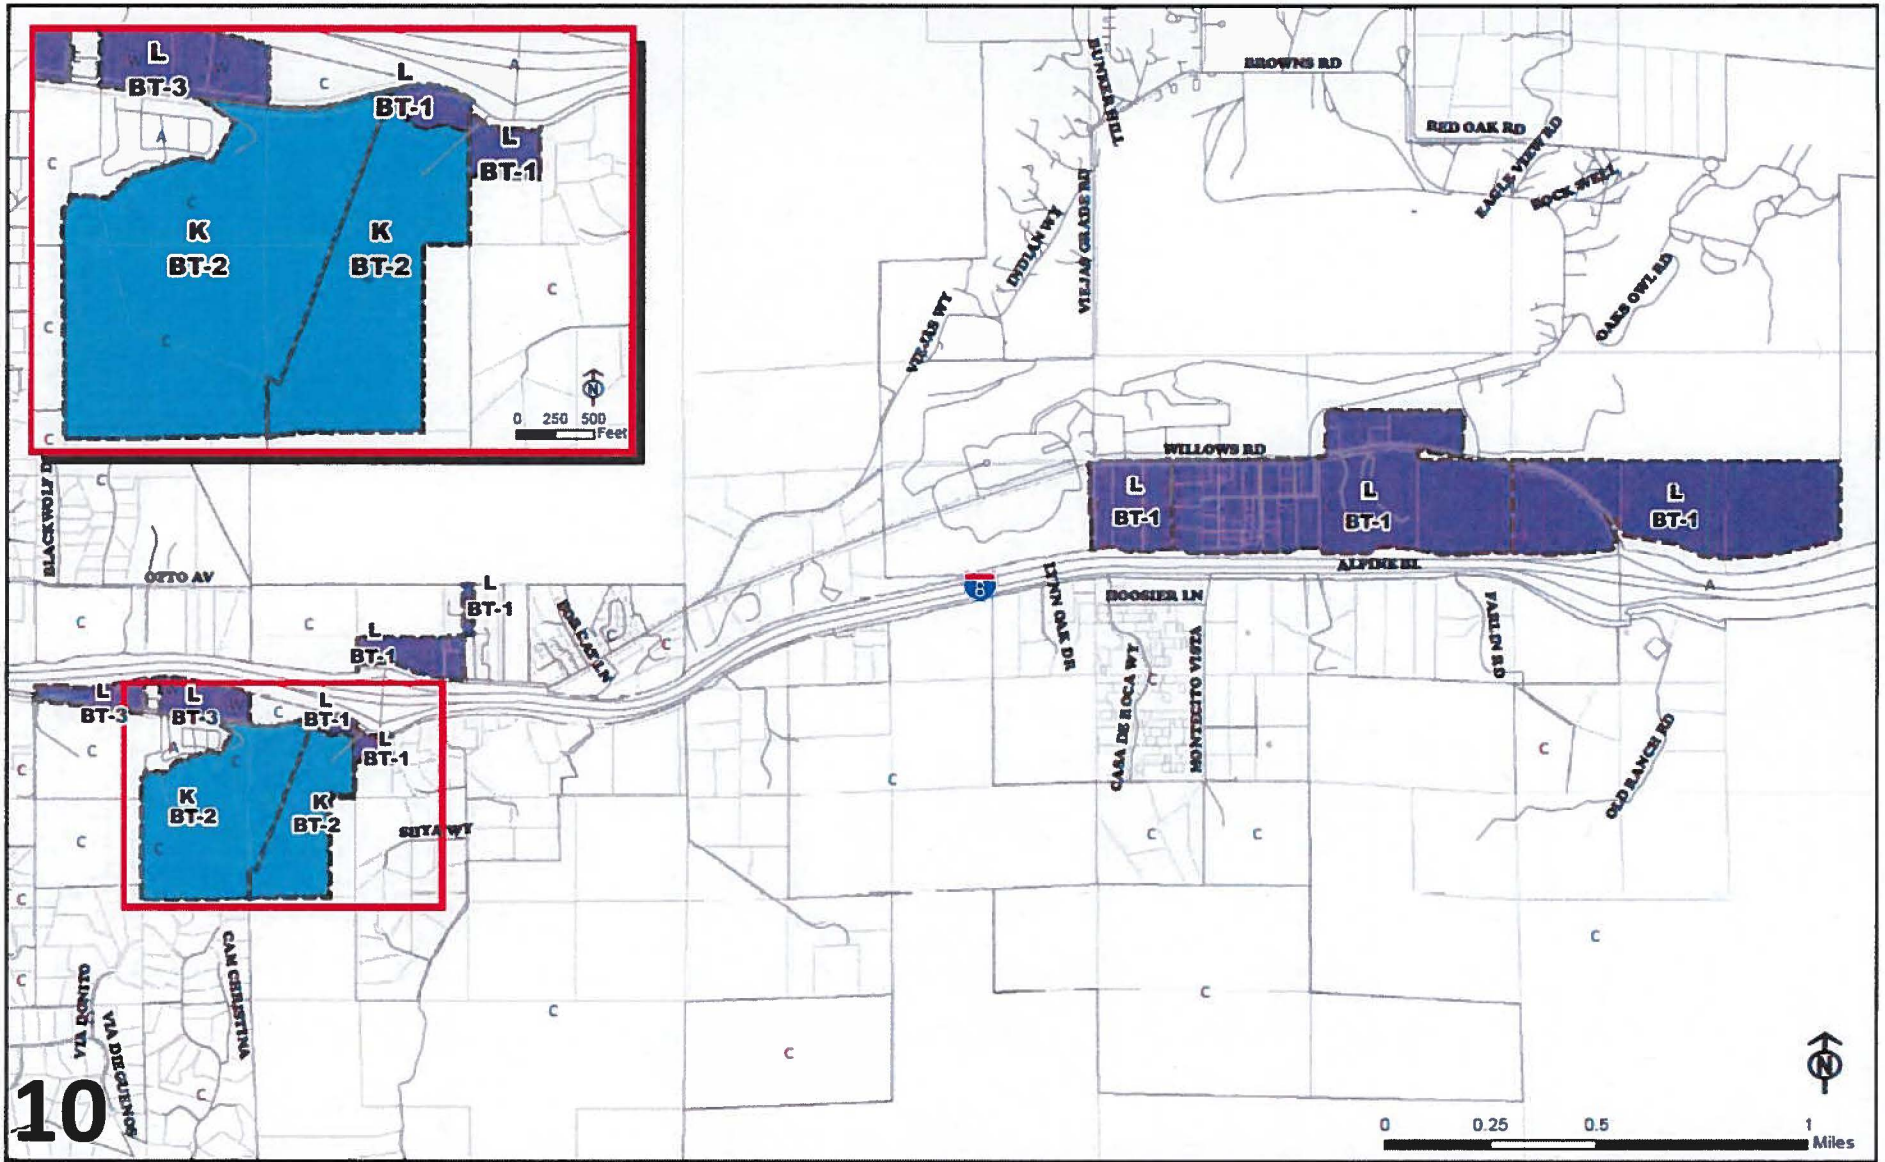 L
BT-3
C
L
BT-1
A
L
BT-1
C
A
C
K
BT-2
K
BT-2
C
C
C
C
N
0 250 500
Feet
BUNKER HILL
BROWNS RD
RED OAK RD
EAGLE VIEW RD
ROCK WELL
VIEJAS GRADE RD
INDIAN WY
VIEJAS WY
OAKS OWL RD
WILLOWS RD
L
BT-1
L
BT-1
L
BT-1
BLACKWOLF D
C
OTTO AV
L
BT-1
C
C
L
BT-1
C
C
8
LYNN OAK DR
HOOSIER LN
ALPINE BL
A
CASA DE ROCA WY
C
MONTECITO VISTA
L
BT-3
L
BT-3
W
C
L
BT-1
L
BT-1
C
A
C
C
K
BT-2
K
BT-2
SUYA WY
C
C
C
C
C
C
C
OLD RANCH RD
C
C
VIA DONITO
VIA DIEGUENOS
CAM CHRISTINA
C
C
C
C
C
N
10
0 0.25 0.5 1
Miles